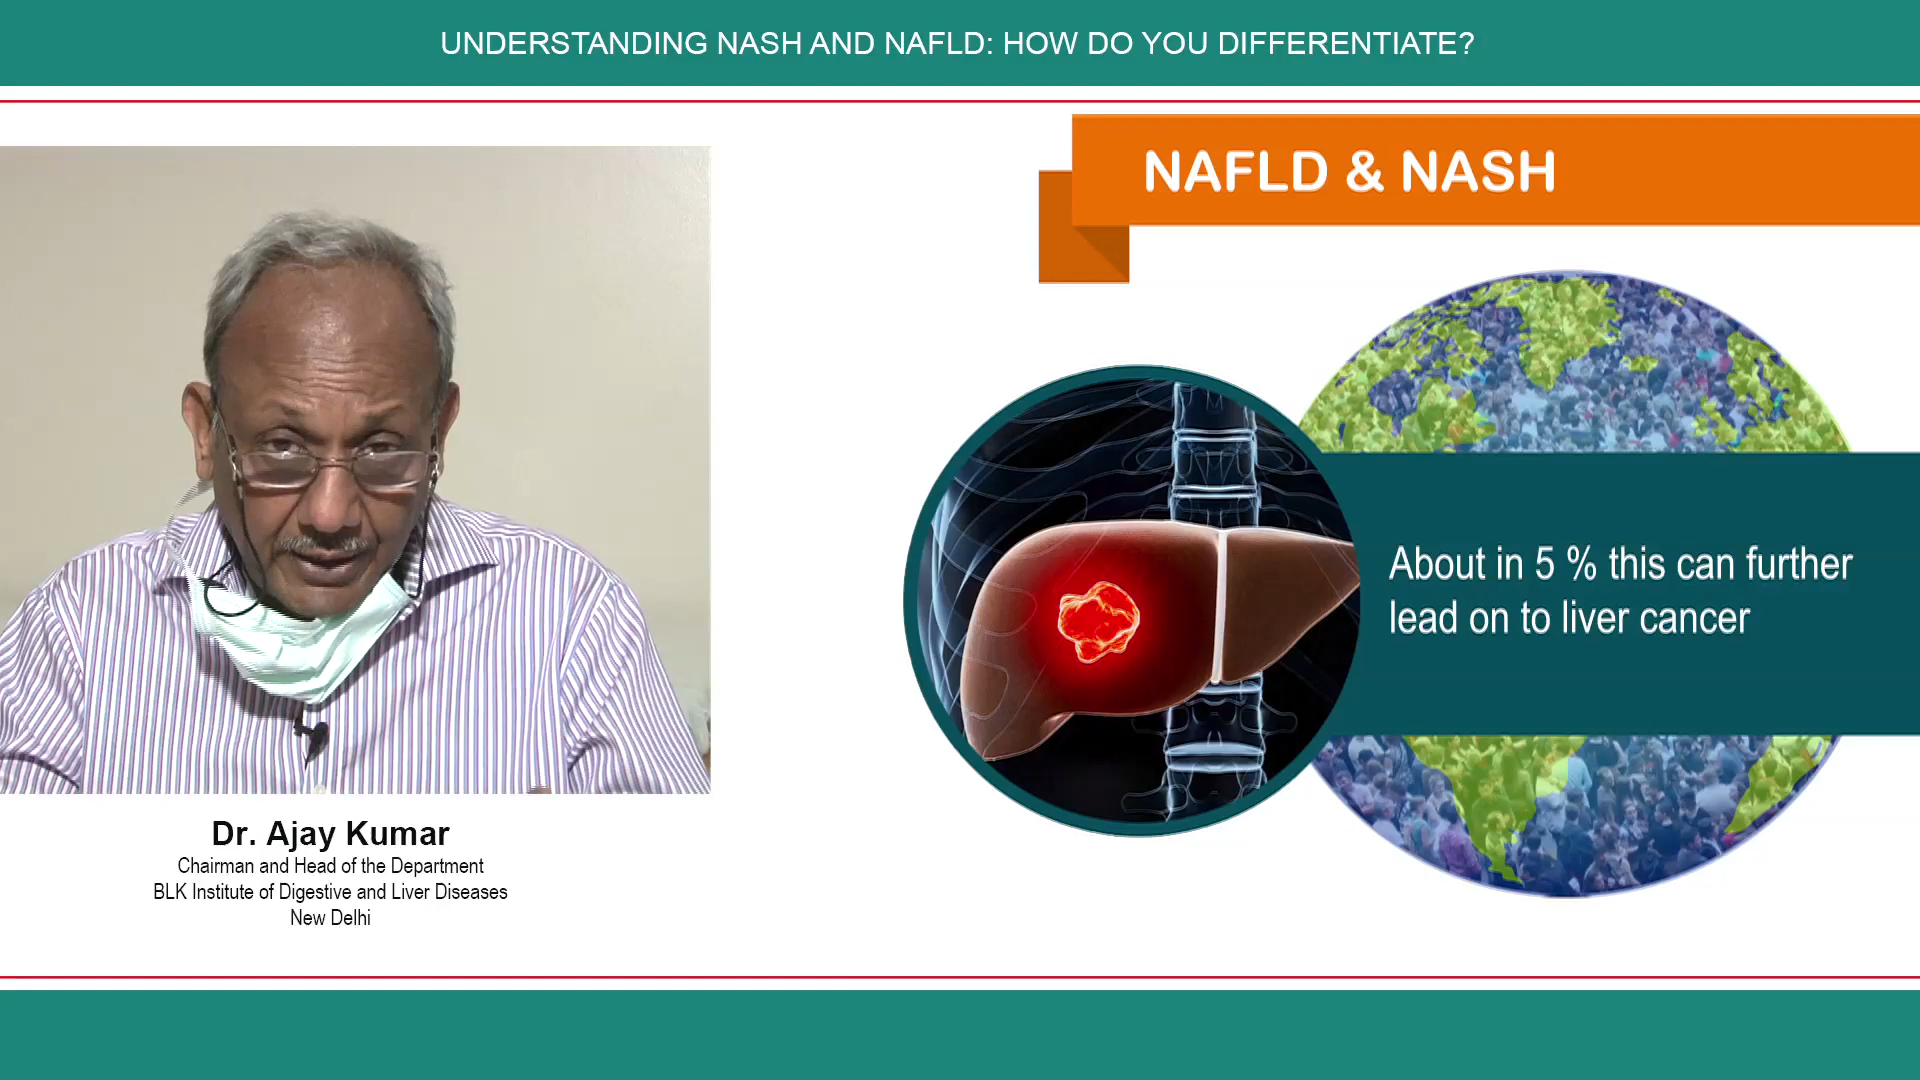 UNDERSTANDING NASH AND NAFLD: HOW DO YOU DIFFERENTIATE?
NAFLD & NASH
About in 5 % this can further
lead on to liver cancer
Dr. Ajay Kumar
Chairman and Head of the Department
BLK Institute of Digestive and Liver Diseases
New Delhi